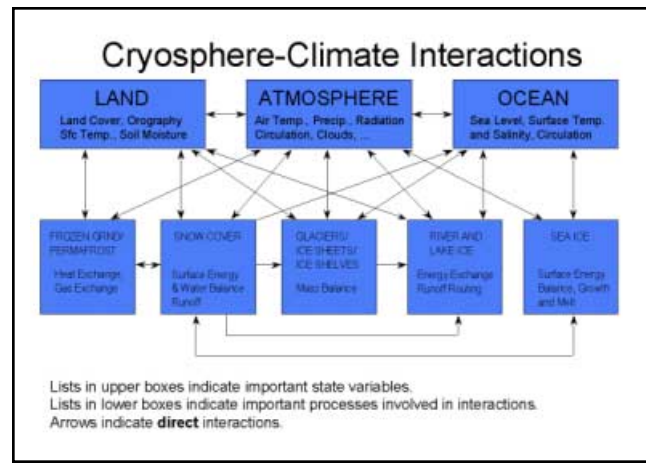 Cryosphere-Climate Interactions
LAND
Land Cover, Orography
Sfc Temp., Soil Moisture
ATMOSPHERE
Air Temp., Precip., Radiation
Circulation, Clouds, ...
OCEAN
Sea Level, Surface Temp.
and Salinity, Circulation
FROZEN GRND/
PERMAFROST
Heat Exchange
Gas Exchange
SNOW COVER
Surface Energy
& Water Balance
Runoff
GLACIERS/
ICE SHEETS/
ICE SHELVES
Mass Balance
RIVER AND
LAKE ICE
Energy Exchange
Runoff Routing
SEA ICE
Surface Energy
Balance, Growth
and Melt
Lists in upper boxes indicate important state variables.
Lists in lower boxes indicate important processes involved in interactions.
Arrows indicate direct interactions.